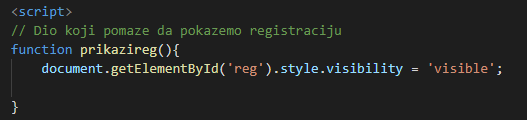 <script>
// Dio koji pomaze da pokazemo registraciju
function prikazireg(){
document.getElementById('reg').style.visibility = 'visible';
}